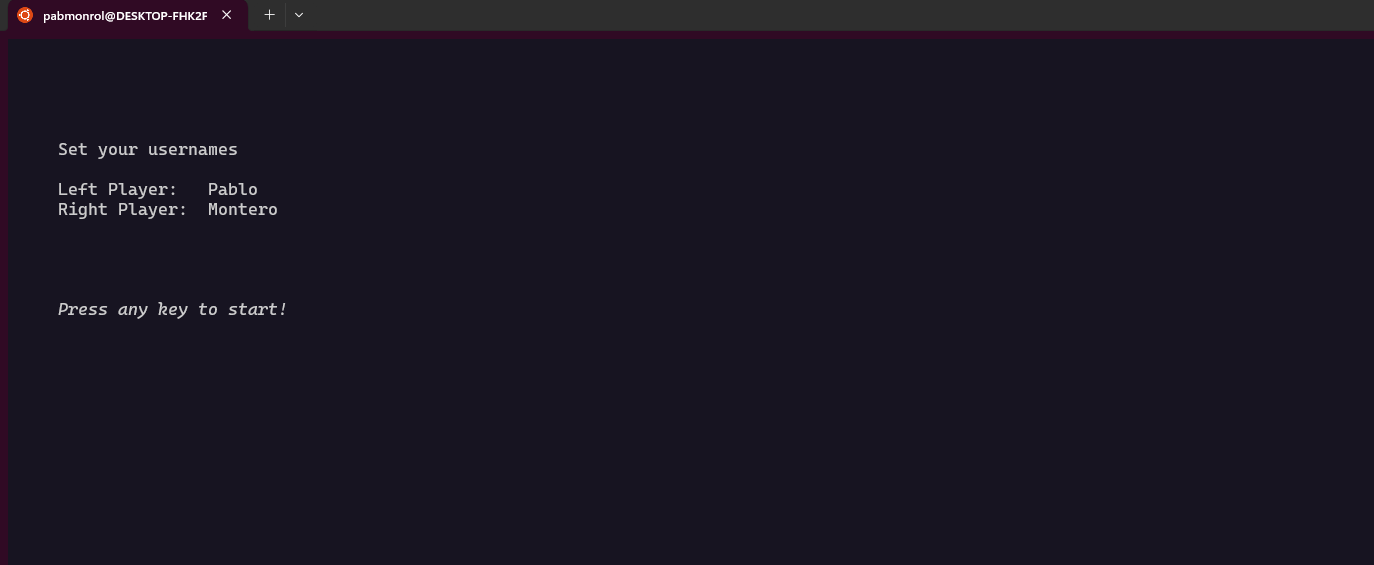 pabmonrol@DESKTOP-FHK2F
Set your usernames
Left Player: Pablo
Right Player: Montero
Press any key to start!